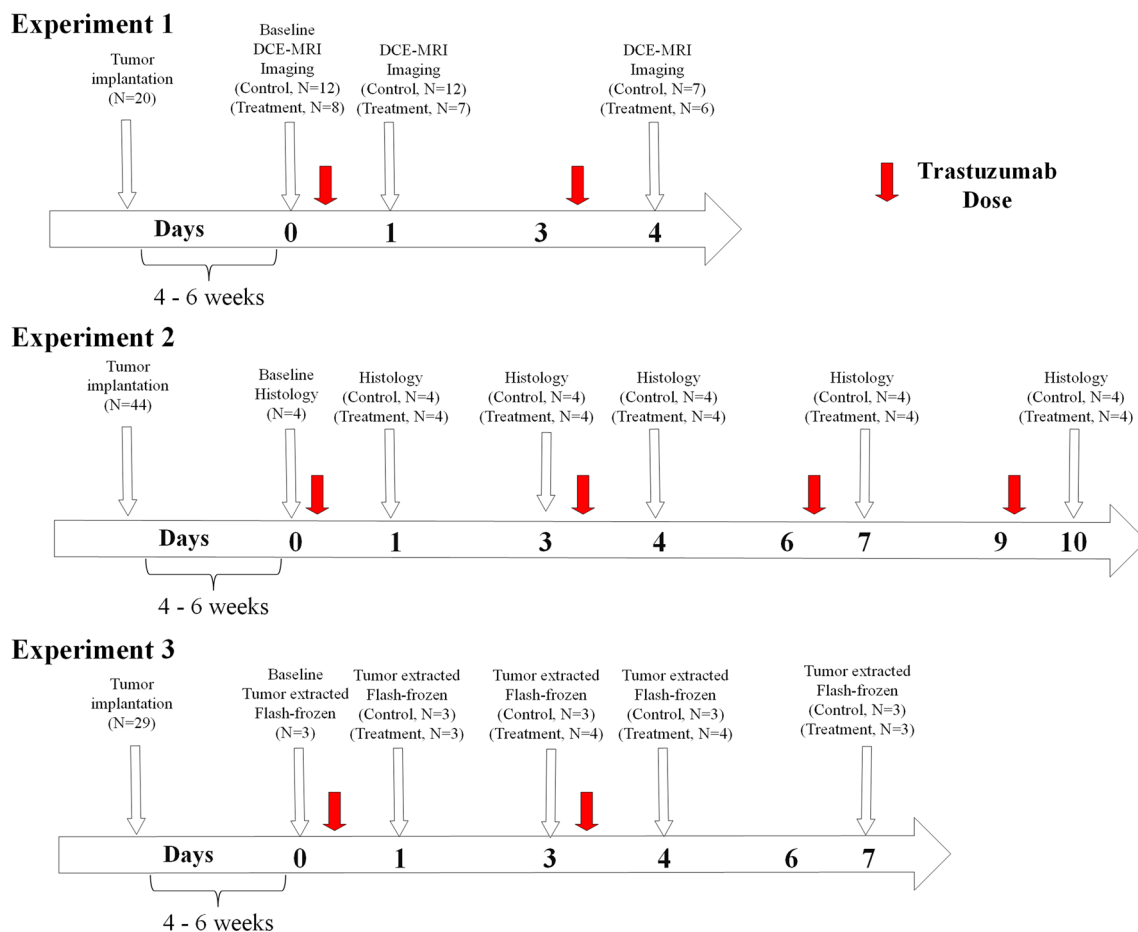 Experiment 1
Tumor
implantation
(N=20)
Baseline
DCE-MRI
Imaging
(Control, N=12)
(Treatment, N=8)
DCE-MRI
Imaging
(Control, N=12)
(Treatment, N=7)
DCE-MRI
Imaging
(Control, N=7)
(Treatment, N=6)
Trastuzumab
Dose
Days 0 1 3 4
4 - 6 weeks
Experiment 2
Tumor
implantation
(N=44)
Baseline
Histology
(N=4)
Histology
(Control, N=4)
(Treatment, N=4)
Histology
(Control, N=4)
(Treatment, N=4)
Histology
(Control, N=4)
(Treatment, N=4)
Histology
(Control, N=4)
(Treatment, N=4)
Histology
(Control, N=4)
(Treatment, N=4)
Days 0 1 3 4 6 7 9 10
4 - 6 weeks
Experiment 3
Tumor
implantation
(N=29)
Baseline
Tumor extracted
Flash-frozen
(N=3)
Tumor extracted
Flash-frozen
(Control, N=3)
(Treatment, N=3)
Tumor extracted
Flash-frozen
(Control, N=3)
(Treatment, N=4)
Tumor extracted
Flash-frozen
(Control, N=3)
(Treatment, N=4)
Tumor extracted
Flash-frozen
(Control, N=3)
(Treatment, N=3)
Days 0 1 3 4 6 7
4 - 6 weeks